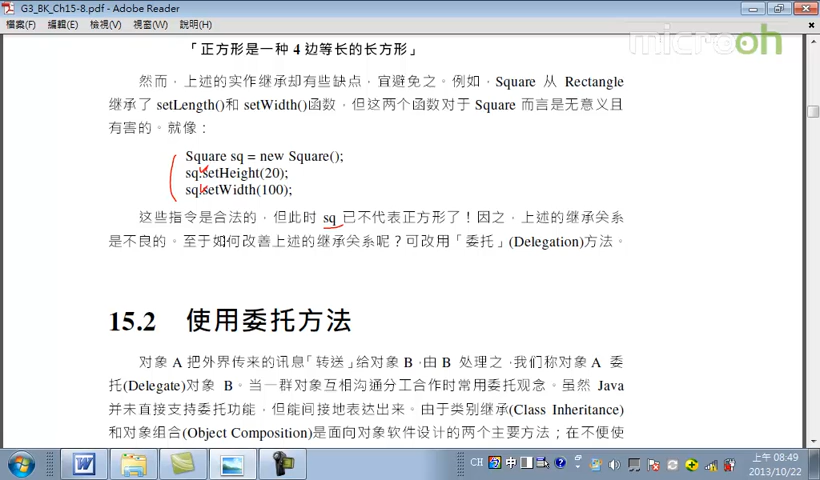 G3_BK_Ch15-8.pdf - Adobe Reader
檔案(F) 編輯(E) 檢視(V) 視窗(W) 說明(H)
microoh
「正方形是一种 4 边等长的长方形」
然而，上述的实作继承却有些缺点，宜避免之。例如，Square 从 Rectangle
继承了 setLength()和 setWidth()函数，但这两个函数对于 Square 而言是无意义且
有害的。就像：
Square sq = new Square();
sq.setHeight(20);
sq.setWidth(100);
这些指令是合法的，但此时 sq 已不代表正方形了！因之，上述的继承关系
是不良的。至于如何改善上述的继承关系呢？可改用「委托」(Delegation)方法。
15.2 使用委托方法
对象 A 把外界传来的讯息「转送」给对象 B，由 B 处理之，我们称对象 A 委
托(Delegate)对象 B。当一群对象互相沟通分工合作时常用委托观念。虽然 Java
并未直接支持委托功能，但能间接地表达出来。由于类别继承(Class Inheritance)
和对象组合(Object Composition)是面向对象软件设计的两个主要方法；在不便使
CH 中
上午 08:49
2013/10/22